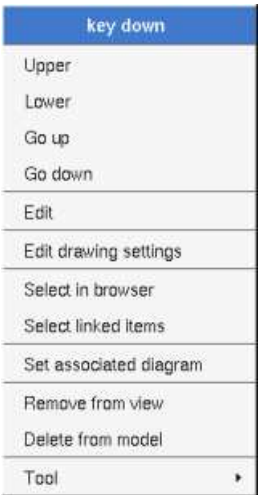 key down
Upper
Lower
Go up
Go down
Edit
Edit drawing settings
Select in browser
Select linked items
Set associated diagram
Remove from view
Delete from model
Tool